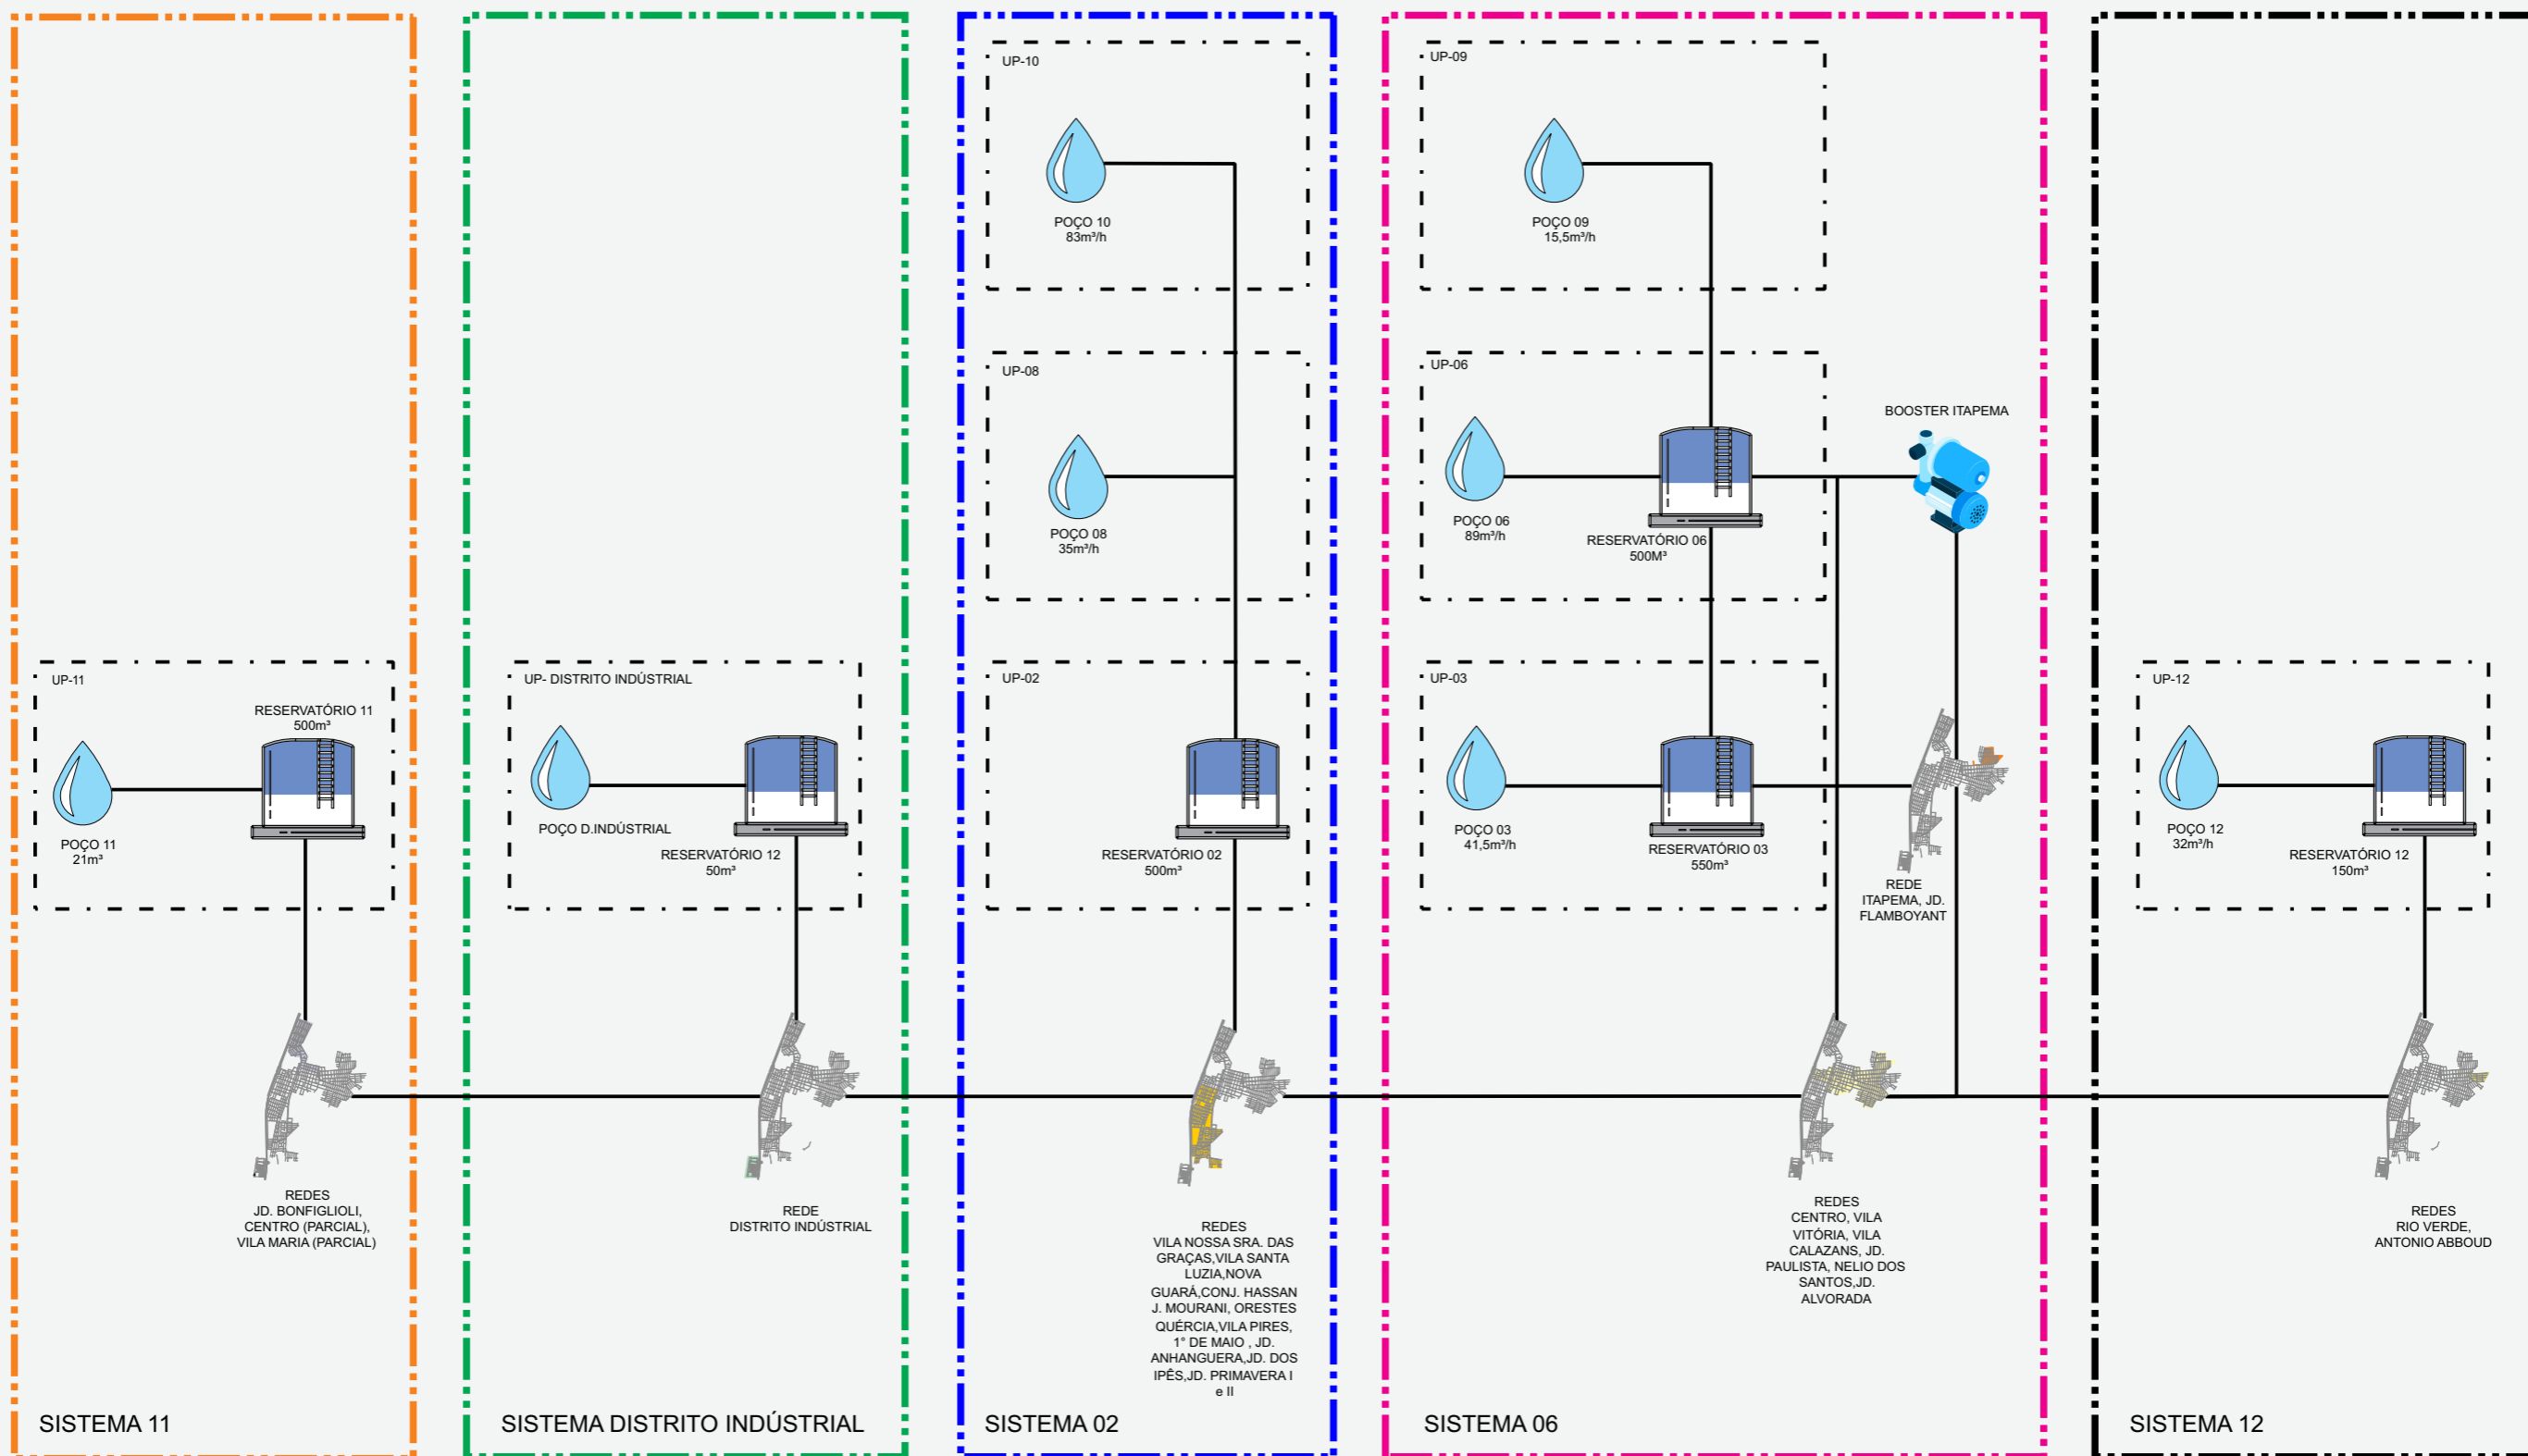 UP-11
RESERVATÓRIO 11
500m³
POÇO 11
21m³
REDES
JD. BONFIGLIOLI,
CENTRO (PARCIAL),
VILA MARIA (PARCIAL)
SISTEMA 11
UP- DISTRITO INDÚSTRIAL
POÇO D.INDÚSTRIAL
RESERVATÓRIO 12
50m³
REDE
DISTRITO INDÚSTRIAL
SISTEMA DISTRITO INDÚSTRIAL
UP-10
POÇO 10
83m³/h
UP-08
POÇO 08
35m³/h
UP-02
RESERVATÓRIO 02
500m³
REDES
VILA NOSSA SRA. DAS
GRAÇAS,VILA SANTA
LUZIA,NOVA
GUARÁ,CONJ. HASSAN
J. MOURANI, ORESTES
QUÉRCIA,VILA PIRES,
1° DE MAIO , JD.
ANHANGUERA,JD. DOS
IPÊS,JD. PRIMAVERA I
e II
SISTEMA 02
UP-09
POÇO 09
15,5m³/h
UP-06
POÇO 06
89m³/h
RESERVATÓRIO 06
500M³
BOOSTER ITAPEMA
UP-03
POÇO 03
41,5m³/h
RESERVATÓRIO 03
550m³
REDE
ITAPEMA, JD.
FLAMBOYANT
REDES
CENTRO, VILA
VITÓRIA, VILA
CALAZANS, JD.
PAULISTA, NELIO DOS
SANTOS,JD.
ALVORADA
SISTEMA 06
UP-12
POÇO 12
32m³/h
RESERVATÓRIO 12
150m³
REDES
RIO VERDE,
ANTONIO ABBOUD
SISTEMA 12